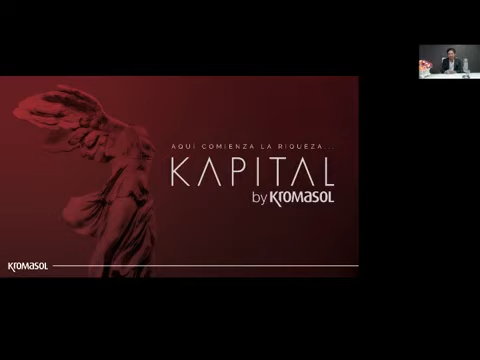 AQUÍ COMIENZA LA RIQUEZA...
KAPITAL
by KROMASOL
KROMASOL